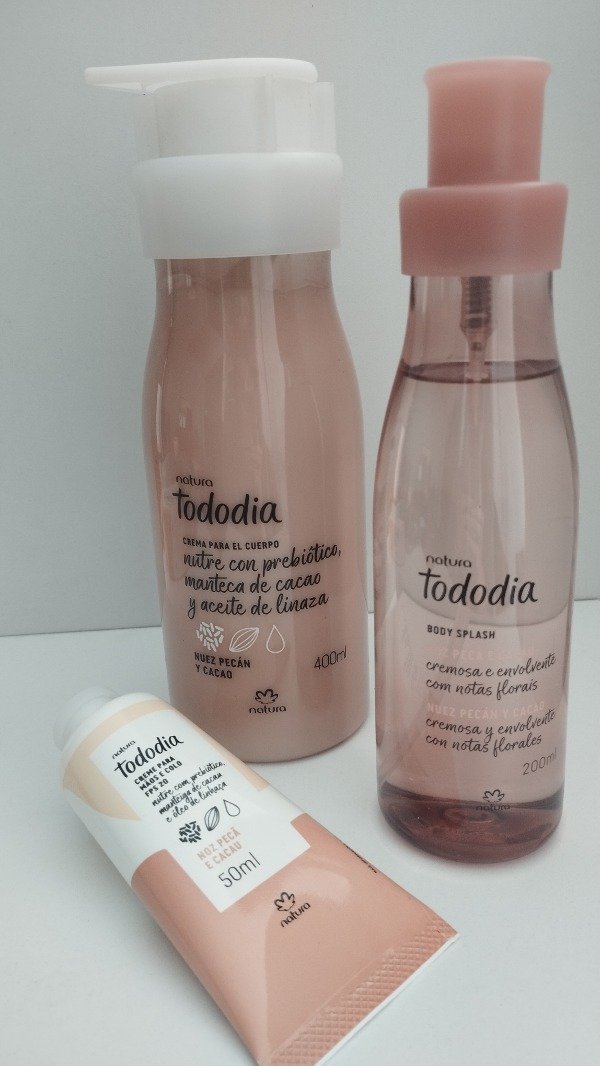 natura
tododia
CREMA PARA EL CUERPO
nutre con prebiótico,
manteca de cacao
y aceite de linaza
NUEZ PECÁN
Y CACAO
400ml
natura
natura
tododia
BODY SPLASH
NOZ PECÃ E CACAU
cremosa e envolvente
com notas florais
NUEZ PECÁN Y CACAO
cremosa y envolvente
con notas florales
200ml
natura
natura
tododia
CREME PARA
MÃOS E COLO
FPS 20
nutre com prebiótico,
manteiga de cacau
e óleo de linhaça
NOZ PECÃ
E CACAU
50ml
natura